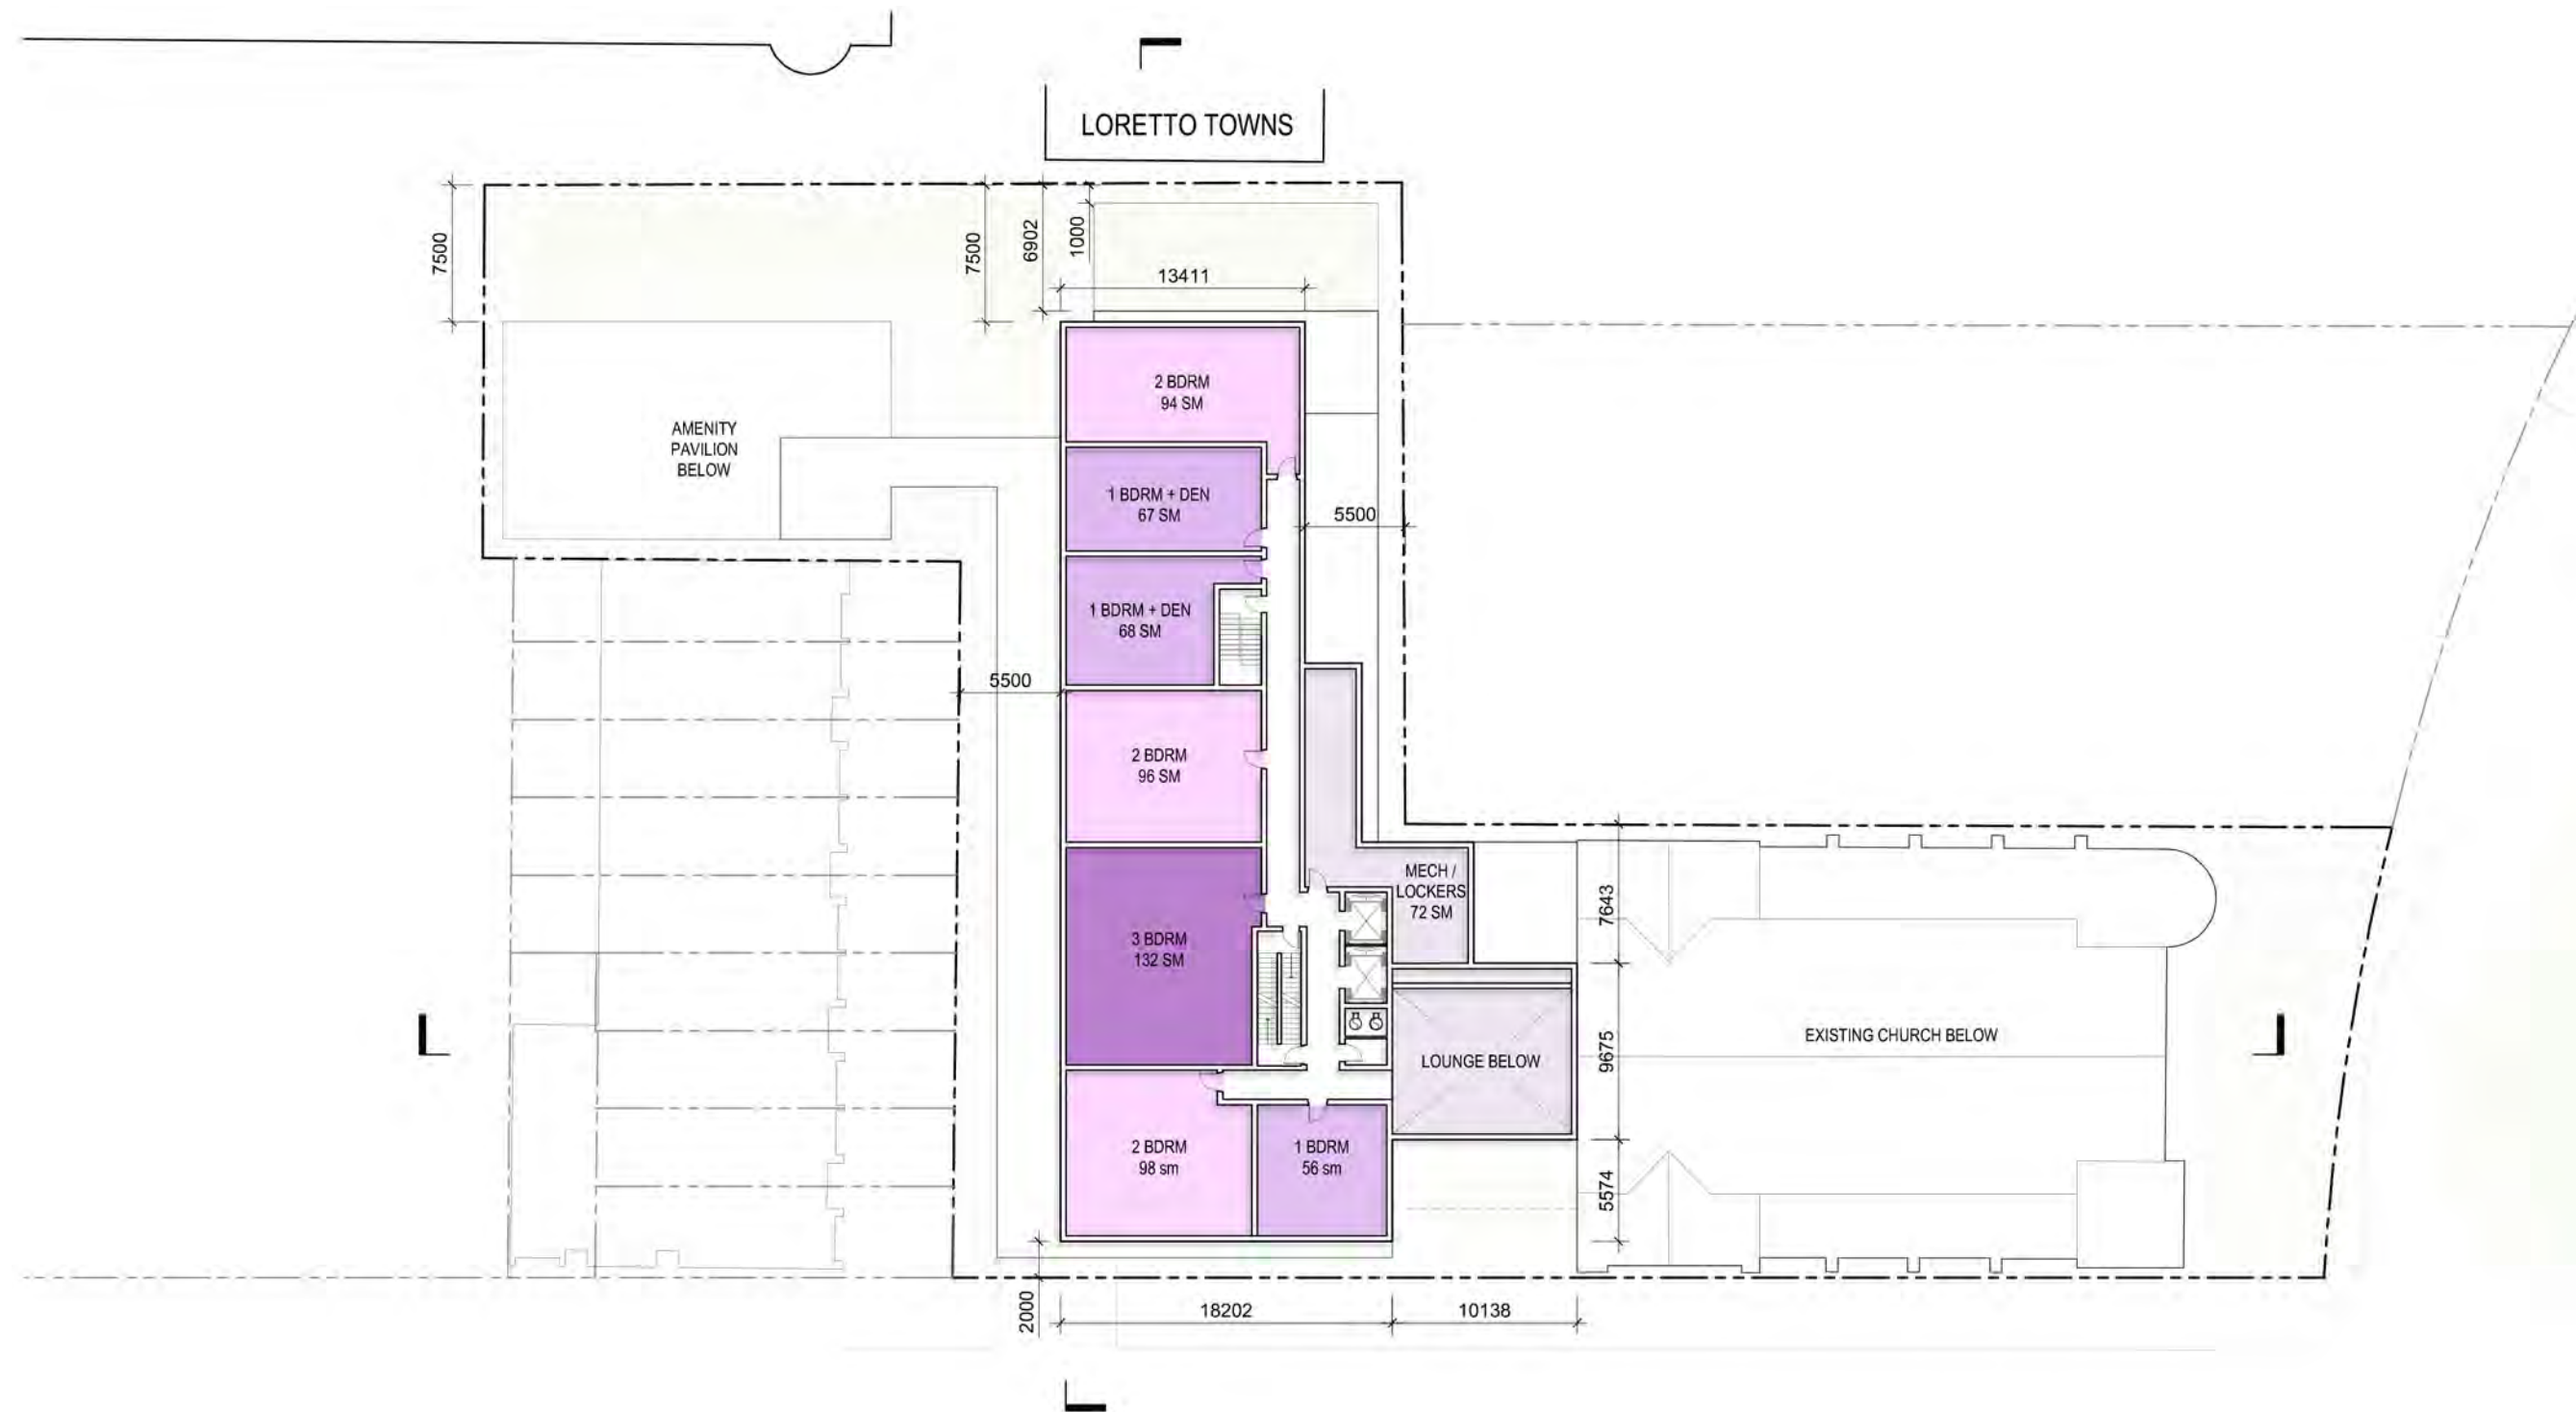 LORETTO TOWNS
7500
7500
6902
1000
13411
2 BDRM
94 SM
AMENITY
PAVILION
BELOW
1 BDRM + DEN
67 SM
5500
1 BDRM + DEN
68 SM
5500
2 BDRM
96 SM
MECH /
LOCKERS
72 SM
7643
3 BDRM
132 SM
9675
EXISTING CHURCH BELOW
LOUNGE BELOW
2 BDRM
98 sm
1 BDRM
56 sm
5574
2000
18202
10138